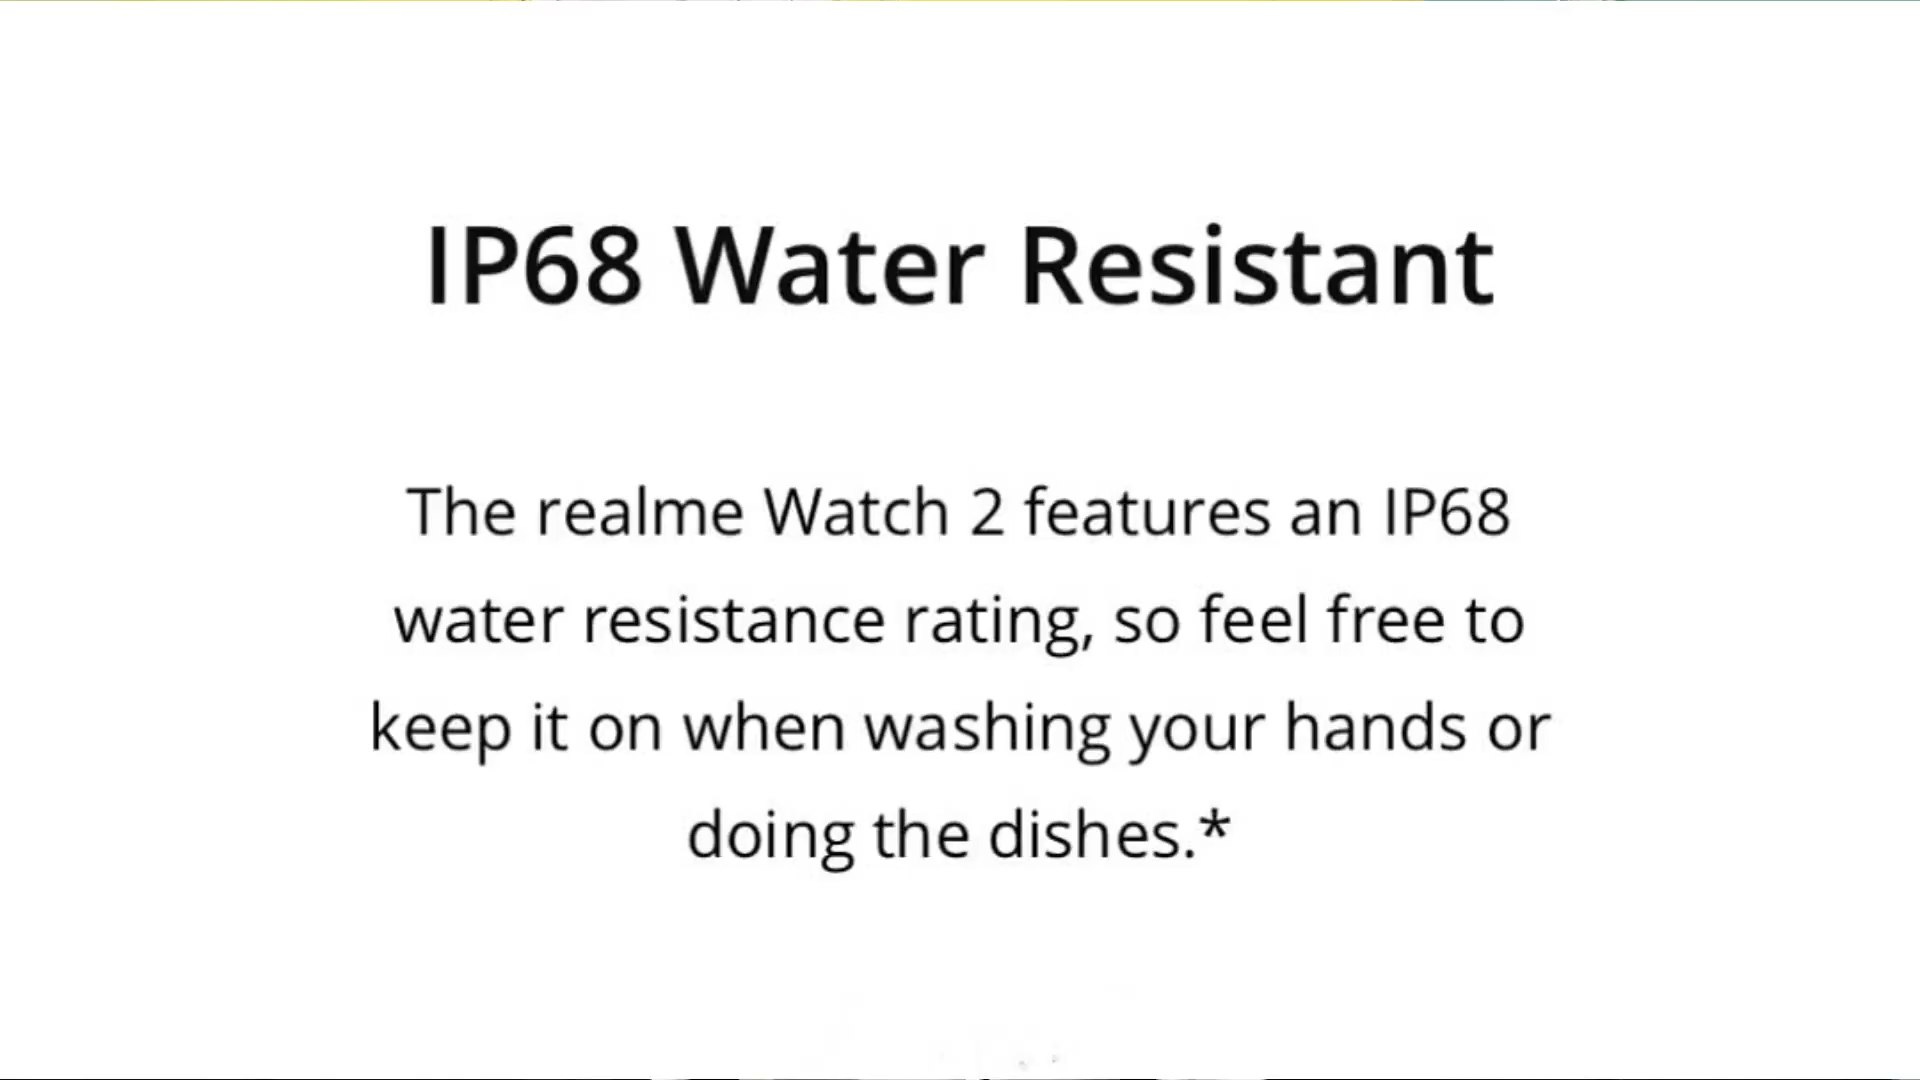 IP68 Water Resistant
The realme Watch 2 features an IP68
water resistance rating, so feel free to
keep it on when washing your hands or
doing the dishes.*